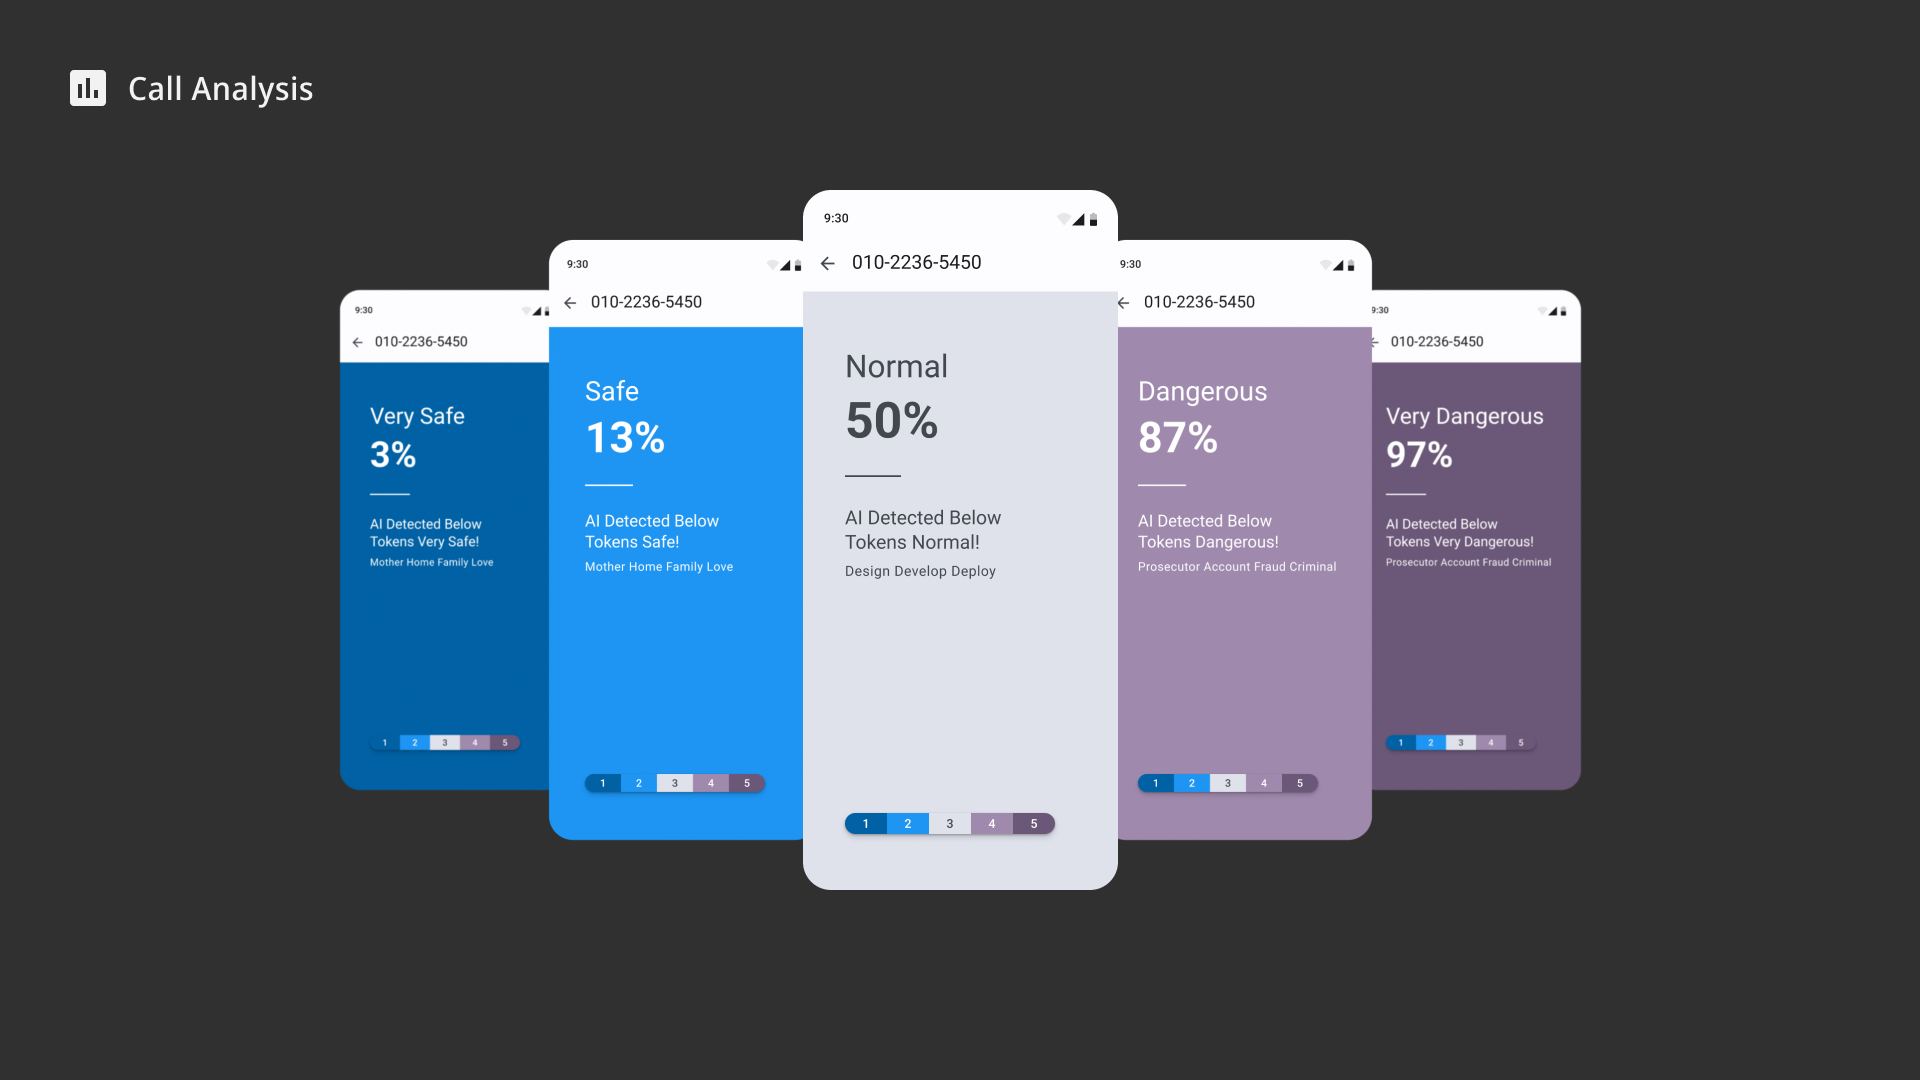 Call Analysis
9:30
010-2236-5450
Very Safe
3%
AI Detected Below
Tokens Very Safe!
Mother Home Family Love
1 2 3 4 5
9:30
010-2236-5450
Safe
13%
AI Detected Below
Tokens Safe!
Mother Home Family Love
1 2 3 4 5
9:30
010-2236-5450
Normal
50%
AI Detected Below
Tokens Normal!
Design Develop Deploy
1 2 3 4 5
9:30
010-2236-5450
Dangerous
87%
AI Detected Below
Tokens Dangerous!
Prosecutor Account Fraud Criminal
1 2 3 4 5
9:30
010-2236-5450
Very Dangerous
97%
AI Detected Below
Tokens Very Dangerous!
Prosecutor Account Fraud Criminal
1 2 3 4 5